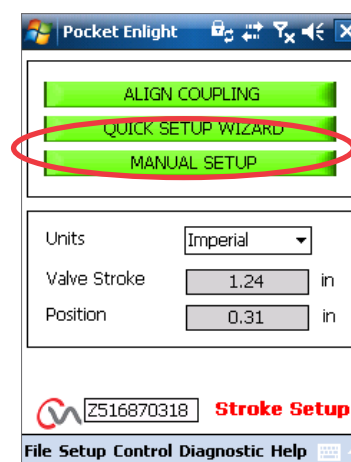 Pocket Enlight
ALIGN COUPLING
QUICK SETUP WIZARD
MANUAL SETUP
Units Imperial
Valve Stroke 1.24 in
Position 0.31 in
Z516870318 Stroke Setup
File Setup Control Diagnostic Help